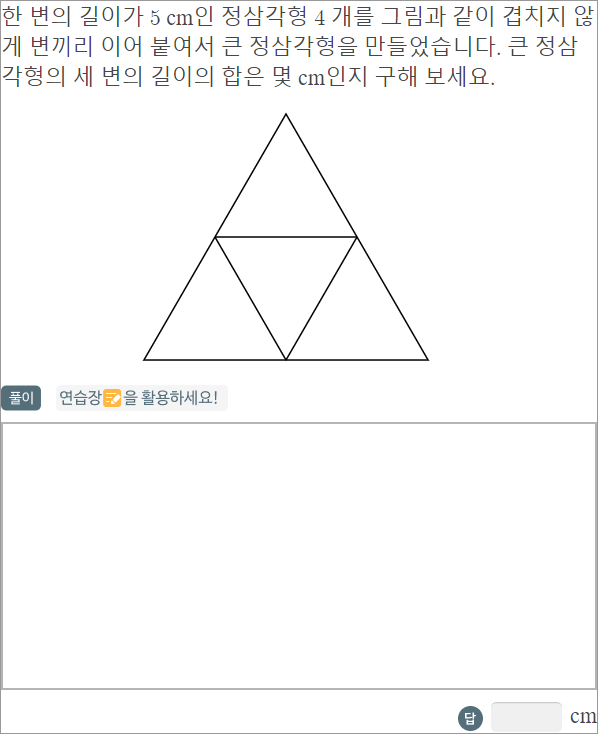 한 변의 길이가 5 cm인 정삼각형 4 개를 그림과 같이 겹치지 않
게 변끼리 이어 붙여서 큰 정삼각형을 만들었습니다. 큰 정삼
각형의 세 변의 길이의 합은 몇 cm인지 구해 보세요.
풀이 연습장을 활용하세요!
답 cm